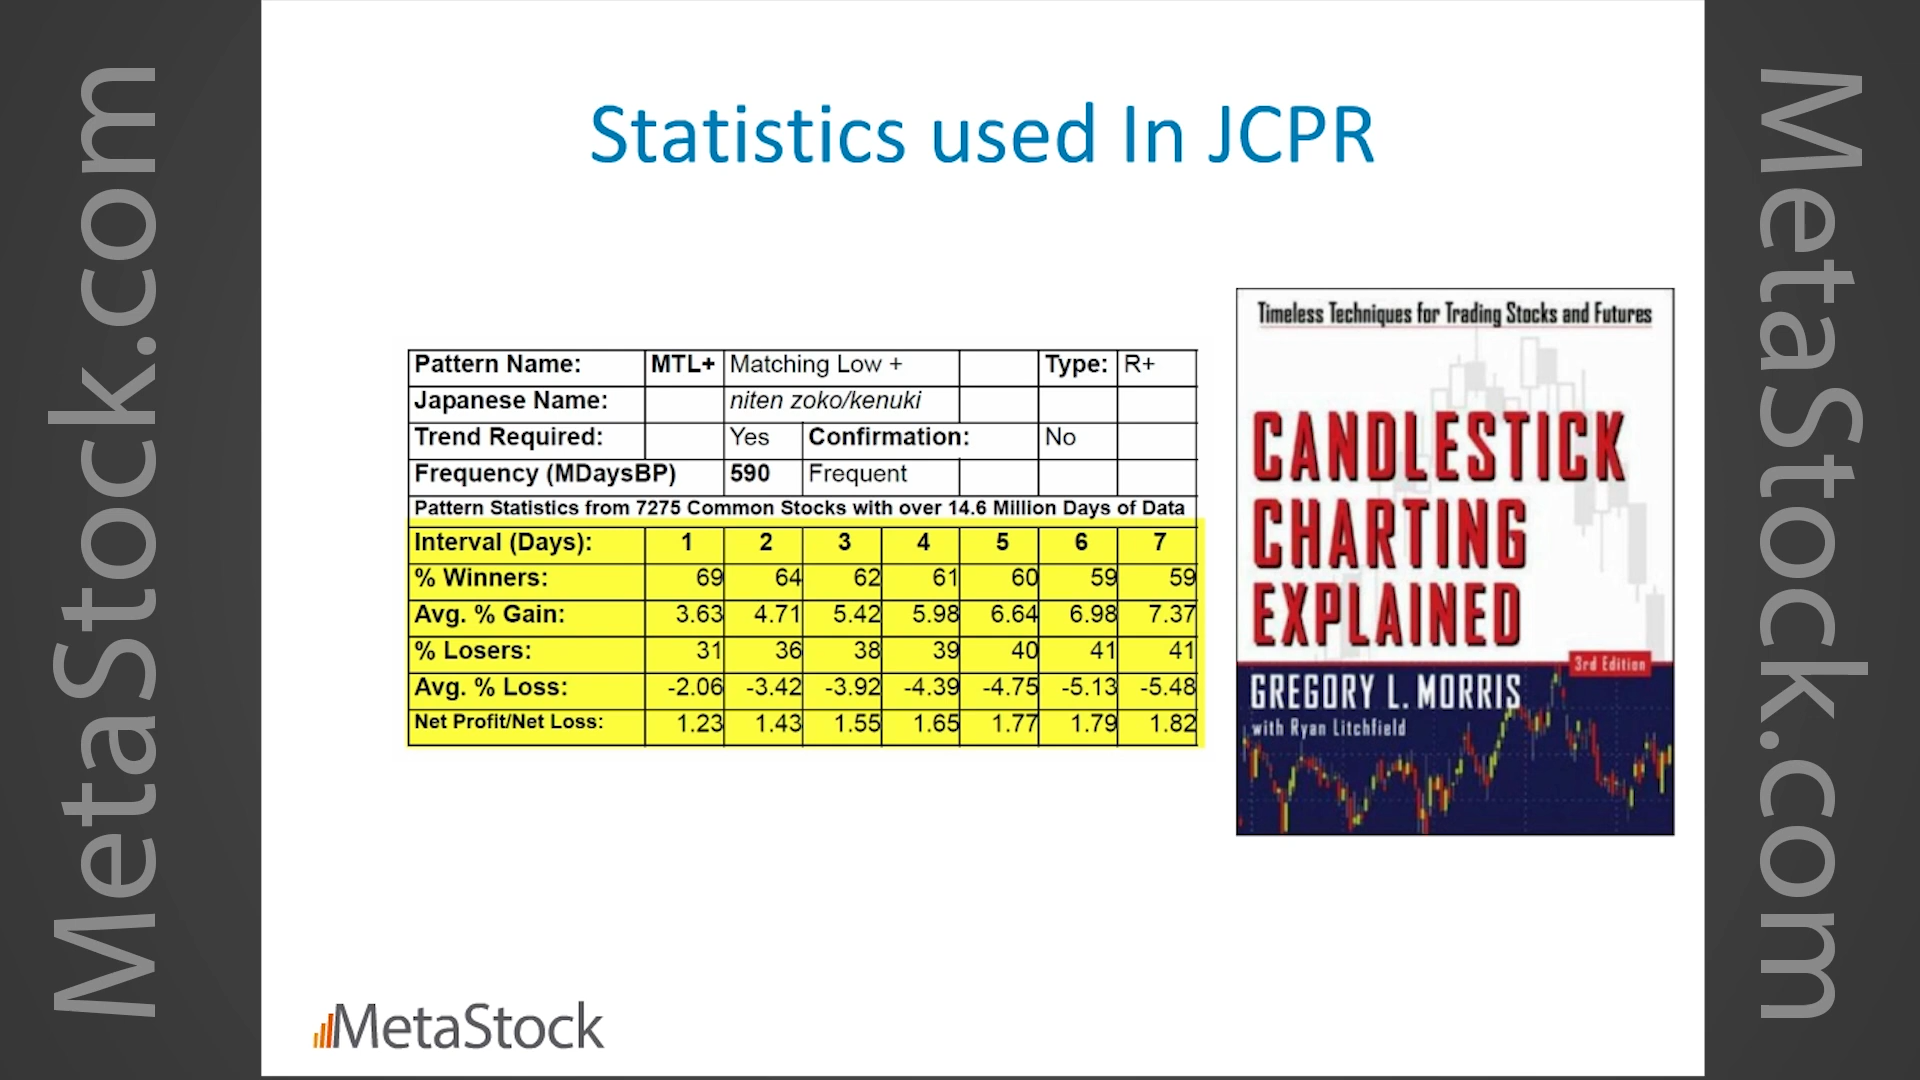 MetaStock.com
Statistics used In JCPR
Pattern Name: MTL+ Matching Low + Type: R+
Japanese Name: niten zoko/kenuki
Trend Required: Yes Confirmation: No
Frequency (MDaysBP) 590 Frequent
Pattern Statistics from 7275 Common Stocks with over 14.6 Million Days of Data
Interval (Days): 1 2 3 4 5 6 7
% Winners: 69 64 62 61 60 59 59
Avg. % Gain: 3.63 4.71 5.42 5.98 6.64 6.98 7.37
% Losers: 31 36 38 39 40 41 41
Avg. % Loss: -2.06 -3.42 -3.92 -4.39 -4.75 -5.13 -5.48
Net Profit/Net Loss: 1.23 1.43 1.55 1.65 1.77 1.79 1.82
Timeless Techniques for Trading Stocks and Futures
CANDLESTICK
CHARTING
EXPLAINED
3rd Edition
GREGORY L. MORRIS
with Ryan Litchfield
MetaStock
MetaStock.com